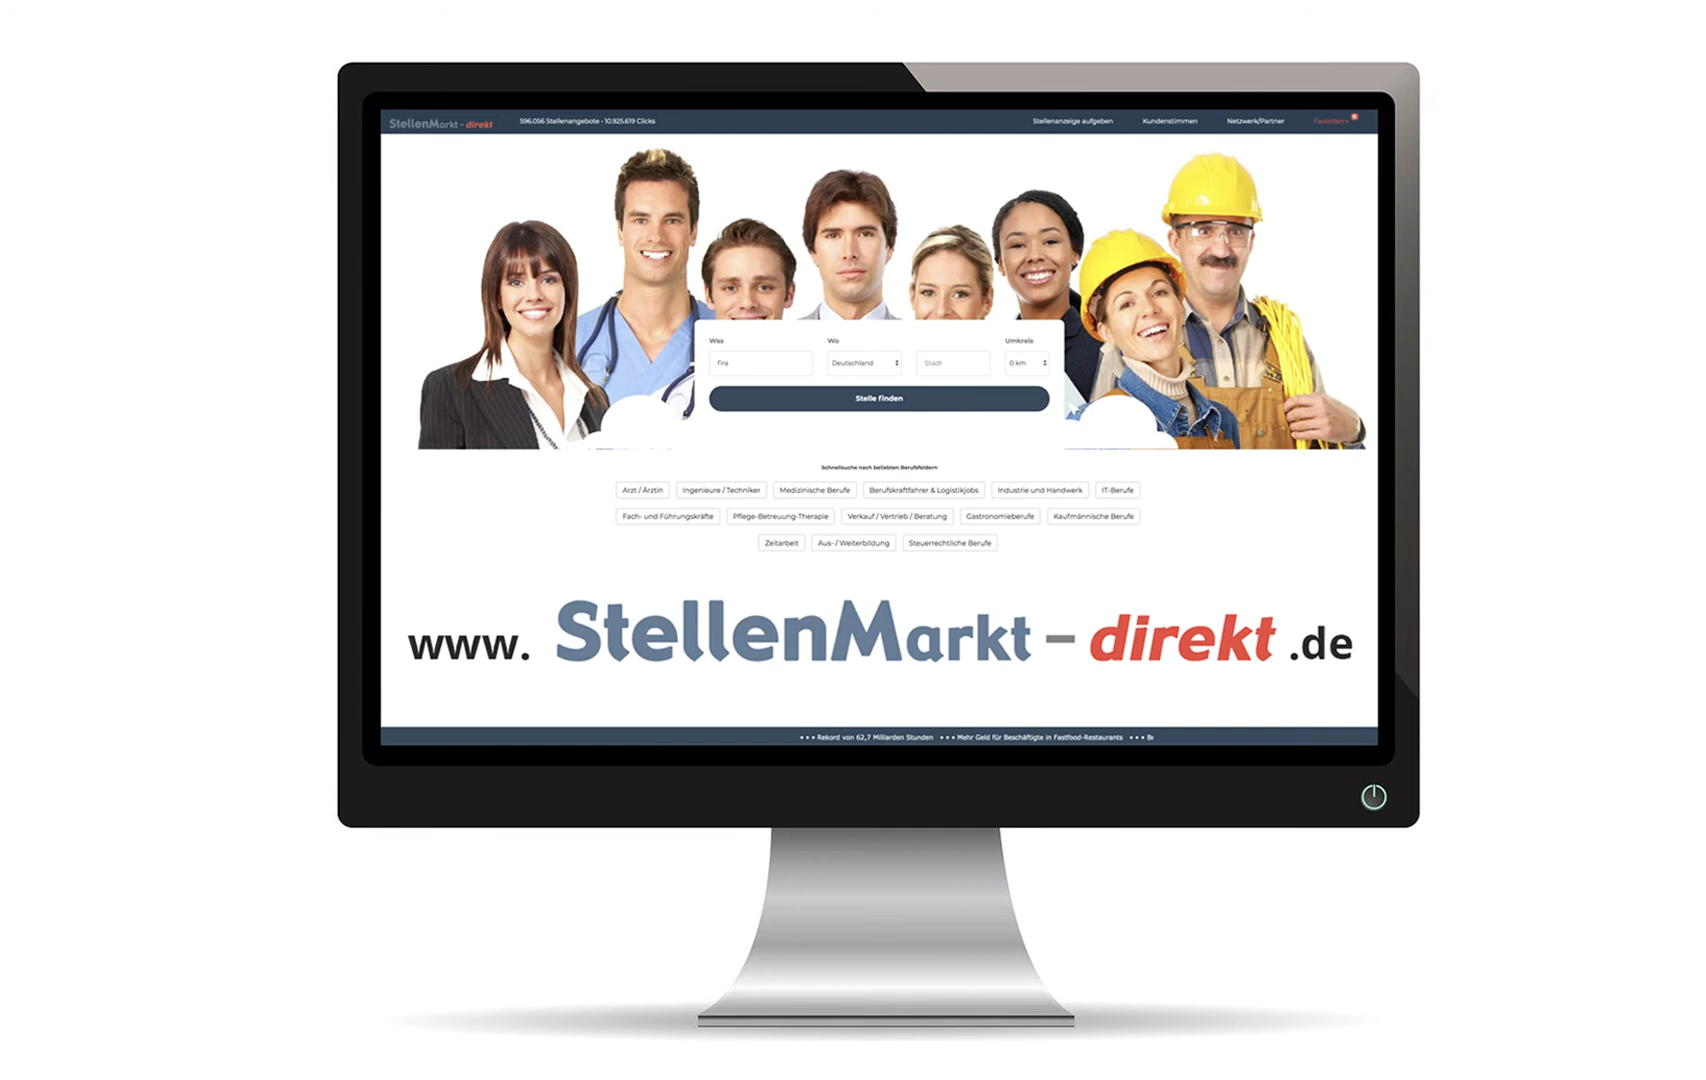 StellenMarkt - direkt 596.056 Stellenangebote - 10.925.619 Clicks Stellenanzeige aufgeben Kundenstimmen Netzwerk/Partner Favoriten
Was Wo Umkreis
fira Deutschland Stadt 0 km
Stelle finden
Schnellsuche nach beliebten Berufsfeldern
Arzt / Ärztin Ingenieure / Techniker Medizinische Berufe Berufskraftfahrer & Logistikjobs Industrie und Handwerk IT-Berufe
Fach- und Führungskräfte Pflege-Betreuung-Therapie Verkauf / Vertrieb / Beratung Gastronomieberufe Kaufmännische Berufe
Zeitarbeit Aus- / Weiterbildung Steuerrechtliche Berufe
www. StellenMarkt - direkt .de
• • • Rekord von 62,7 Milliarden Stunden • • • Mehr Geld für Beschäftigte in Fastfood-Restaurants • • •